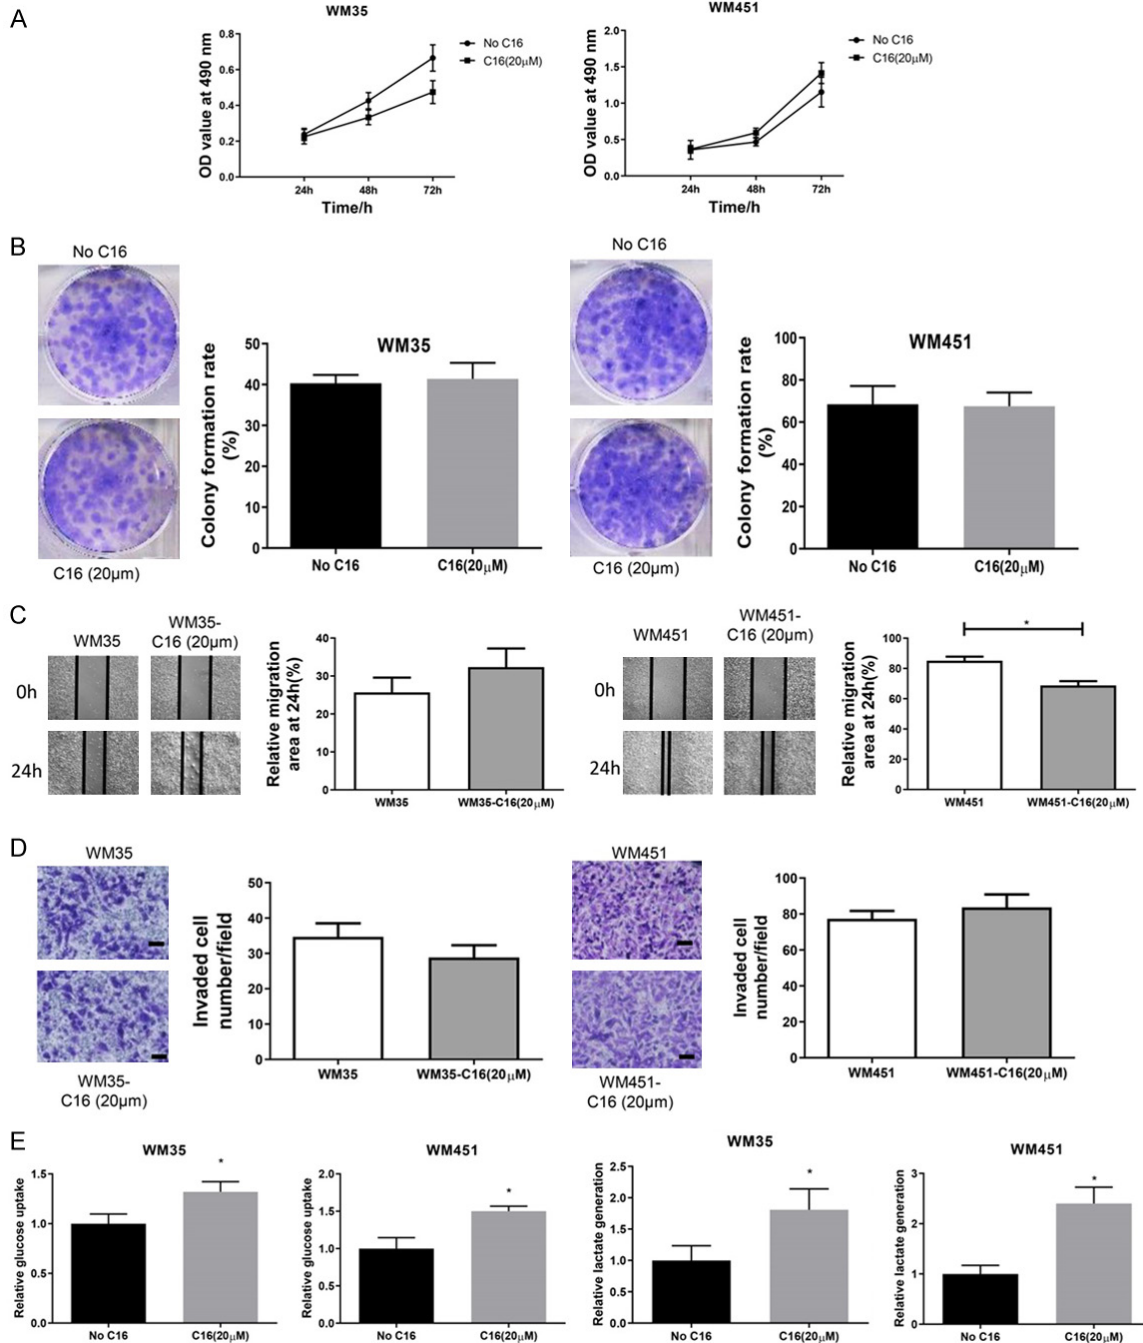 A
WM35
OD value at 490 nm
0.8
0.6
0.4
0.2
0.0
24h
48h
72h
Time/h
No C16
C16(20μM)
WM451
OD value at 490 nm
2.0
1.5
1.0
0.5
0.0
24h
48h
72h
Time/h
No C16
C16(20μM)
B
No C16
C16 (20μm)
WM35
Colony formation rate
(%)
50
40
30
20
10
0
No C16
C16(20μM)
No C16
C16 (20μm)
WM451
Colony formation rate
(%)
100
80
60
40
20
0
No C16
C16(20μM)
C
WM35
WM35-
C16 (20μm)
0h
24h
Relative migration
area at 24h(%)
40
30
20
10
0
WM35
WM35-C16(20μM)
WM451
WM451-
C16 (20μm)
0h
24h
Relative migration
area at 24h(%)
100
80
60
40
20
0
*
WM451
WM451-C16(20μM)
D
WM35
WM35-
C16 (20μm)
Invaded cell
number/field
50
40
30
20
10
0
WM35
WM35-C16(20μM)
WM451
WM451-
C16 (20μm)
Invaded cell
number/field
100
80
60
40
20
0
WM451
WM451-C16(20μM)
E
WM35
Relative glucose uptake
1.5
1.0
0.5
0.0
*
No C16
C16(20μM)
WM451
Relative glucose uptake
2.0
1.5
1.0
0.5
0.0
*
No C16
C16(20μM)
WM35
Relative lactate generation
2.5
2.0
1.5
1.0
0.5
0.0
*
No C16
C16(20μM)
WM451
Relative lactate generation
3
2
1
0
*
No C16
C16(20μM)